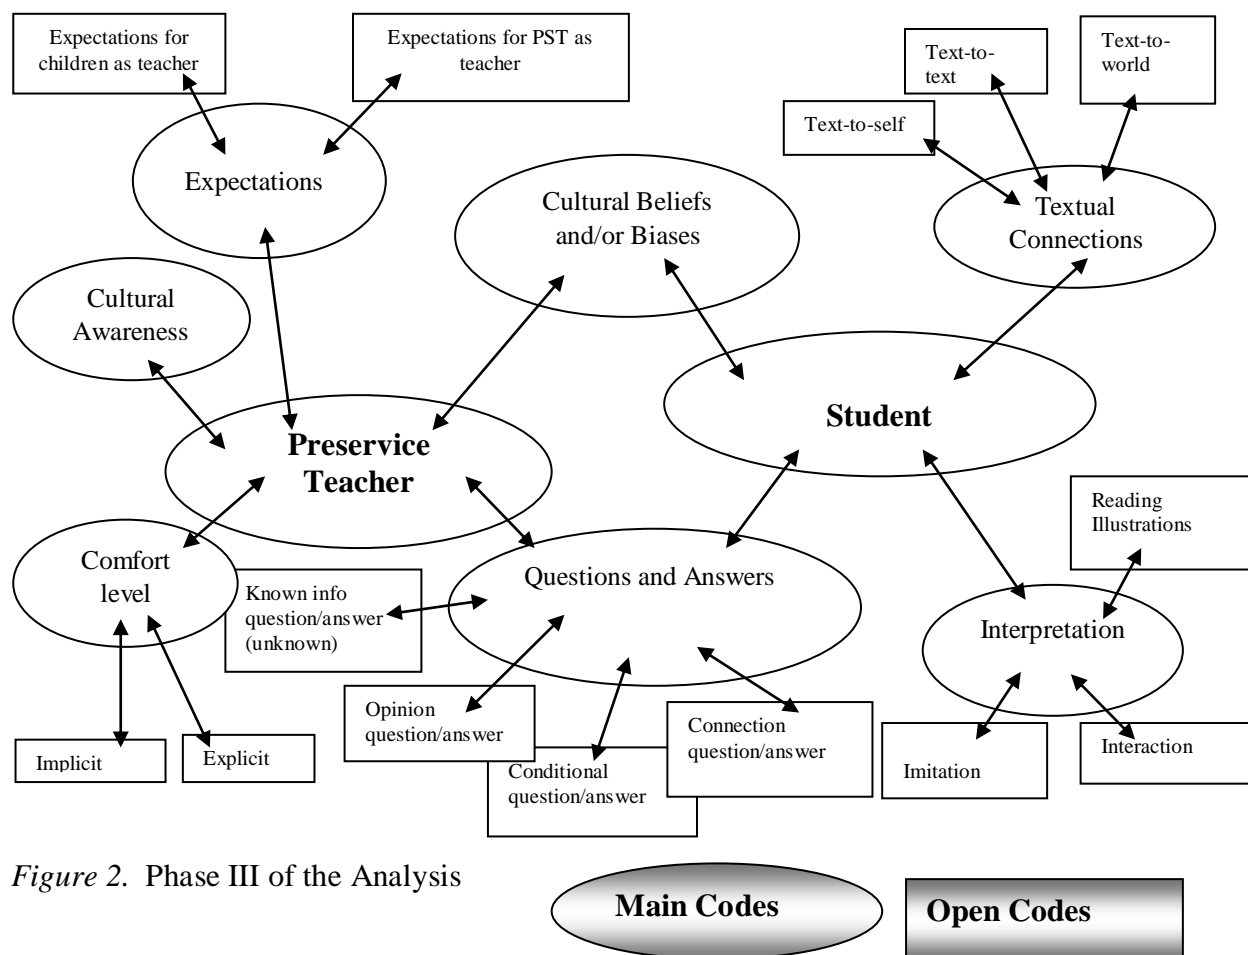 Expectations for
children as teacher
Expectations for PST as
teacher
Text-to-
text
Text-to-
world
Text-to-self
Expectations
Cultural Beliefs
and/or Biases
Textual
Connections
Cultural
Awareness
Student
Preservice
Teacher
Reading
Illustrations
Comfort
level
Known info
question/answer
(unknown)
Questions and Answers
Interpretation
Opinion
question/answer
Connection
question/answer
Conditional
question/answer
Implicit
Explicit
Imitation
Interaction
Figure 2. Phase III of the Analysis
Main Codes
Open Codes